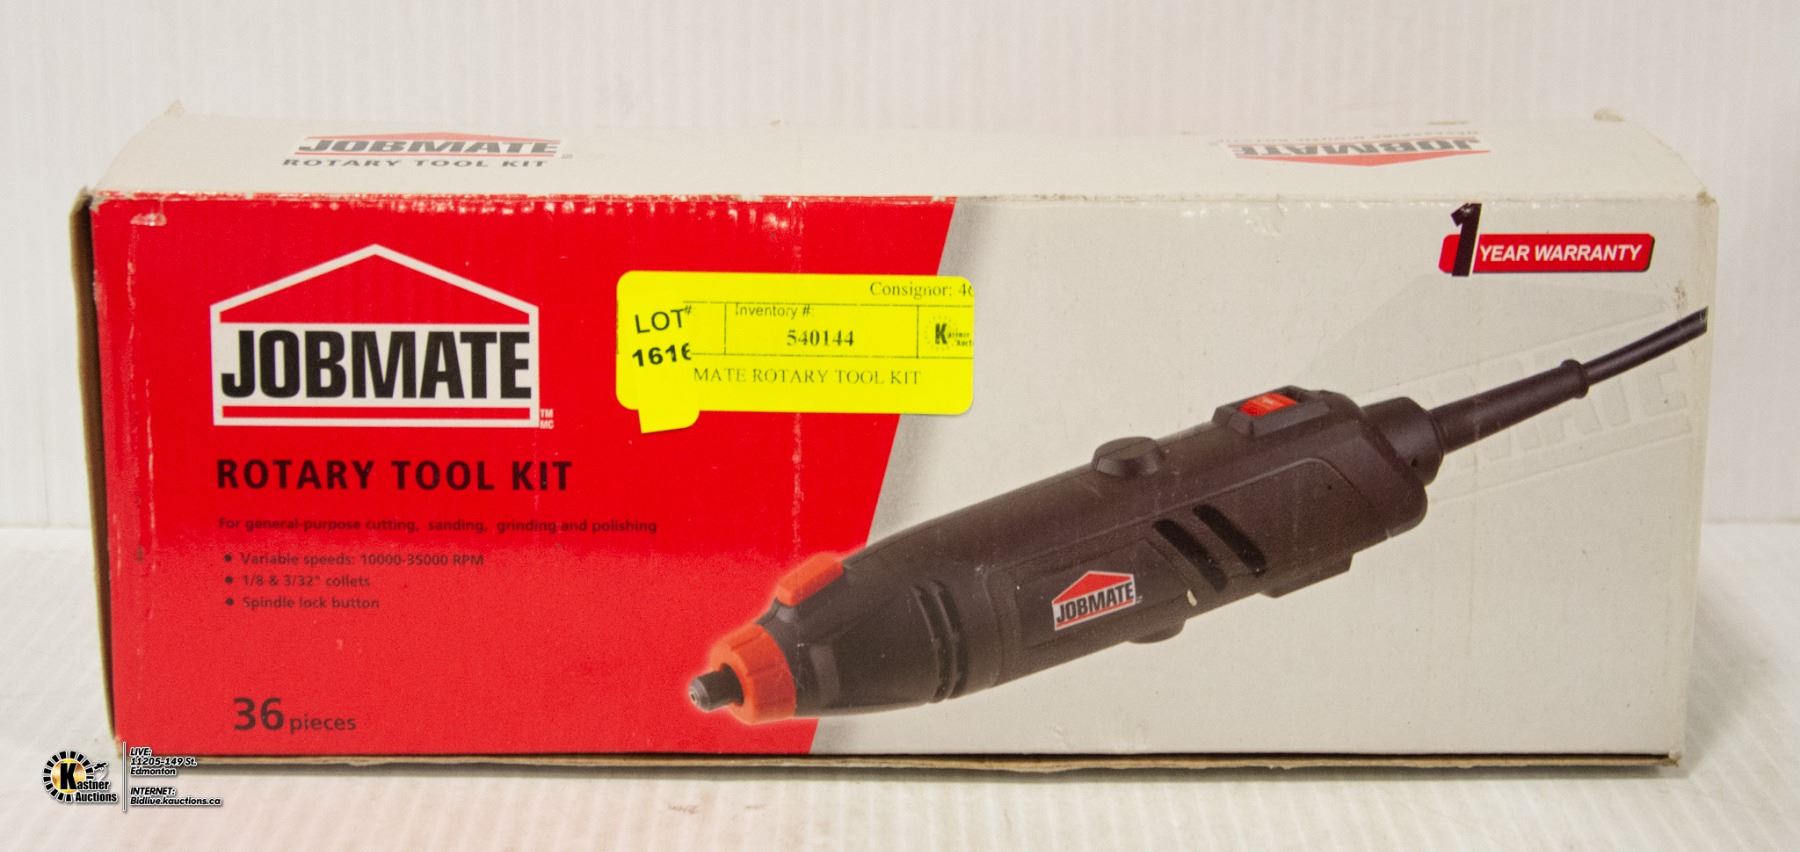 JOBMATE
ROTARY TOOL KIT
JOBMATE
1 YEAR WARRANTY
Consignor: 4
LOT#:
1616
Inventory #:
540144
Kastner
MATE ROTARY TOOL KIT
JOBMATE
TM
MC
ROTARY TOOL KIT
For general-purpose cutting, sanding, grinding and polishing
• Variable speeds: 10000-35000 RPM
• 1/8 & 3/32" collets
• Spindle lock button
JOBMATE
36 pieces
Kastner
Auctions
LIVE:
11205-149 St.
Edmonton
INTERNET:
Bidlive.kauctions.ca